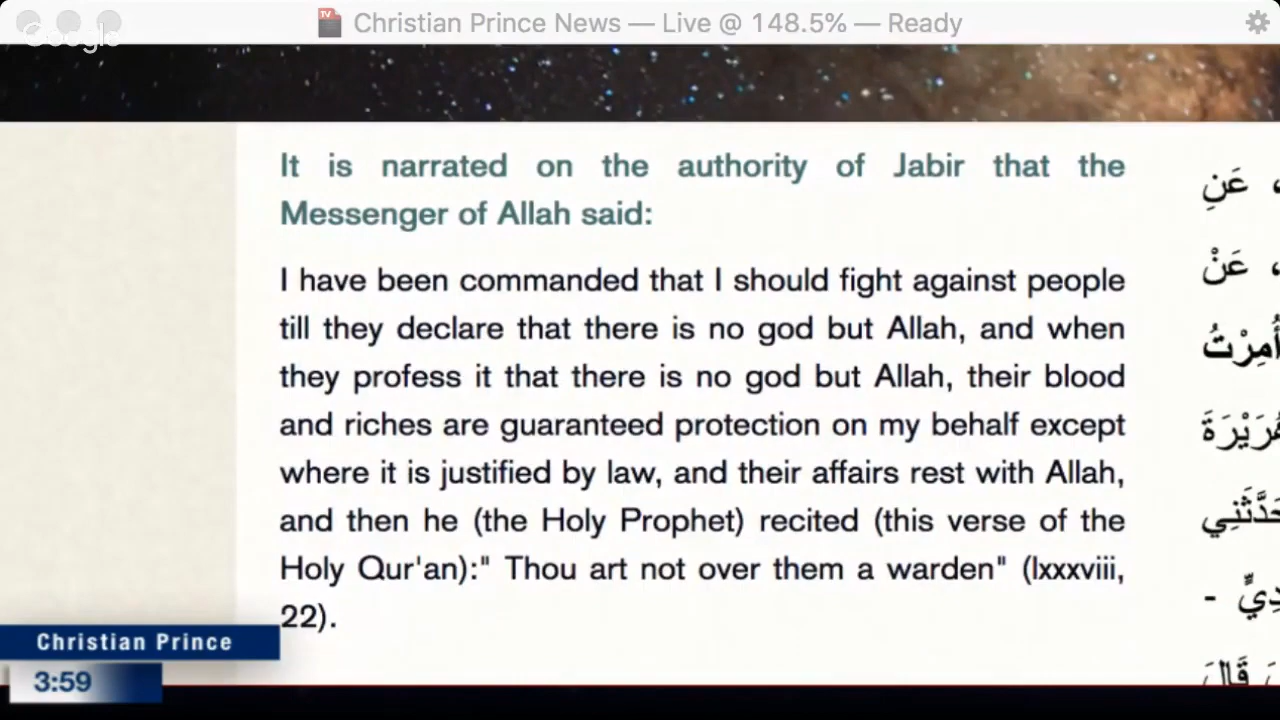 TV
Christian Prince News — Live @ 148.5% — Ready
Google
It is narrated on the authority of Jabir that the
Messenger of Allah said:
I have been commanded that I should fight against people
till they declare that there is no god but Allah, and when
they profess it that there is no god but Allah, their blood
and riches are guaranteed protection on my behalf except
where it is justified by law, and their affairs rest with Allah,
and then he (the Holy Prophet) recited (this verse of the
Holy Qur'an):" Thou art not over them a warden" (lxxxviii,
22).
، عَنِ
، عَنْ
أُمِرْتُ
Christian Prince
3:59